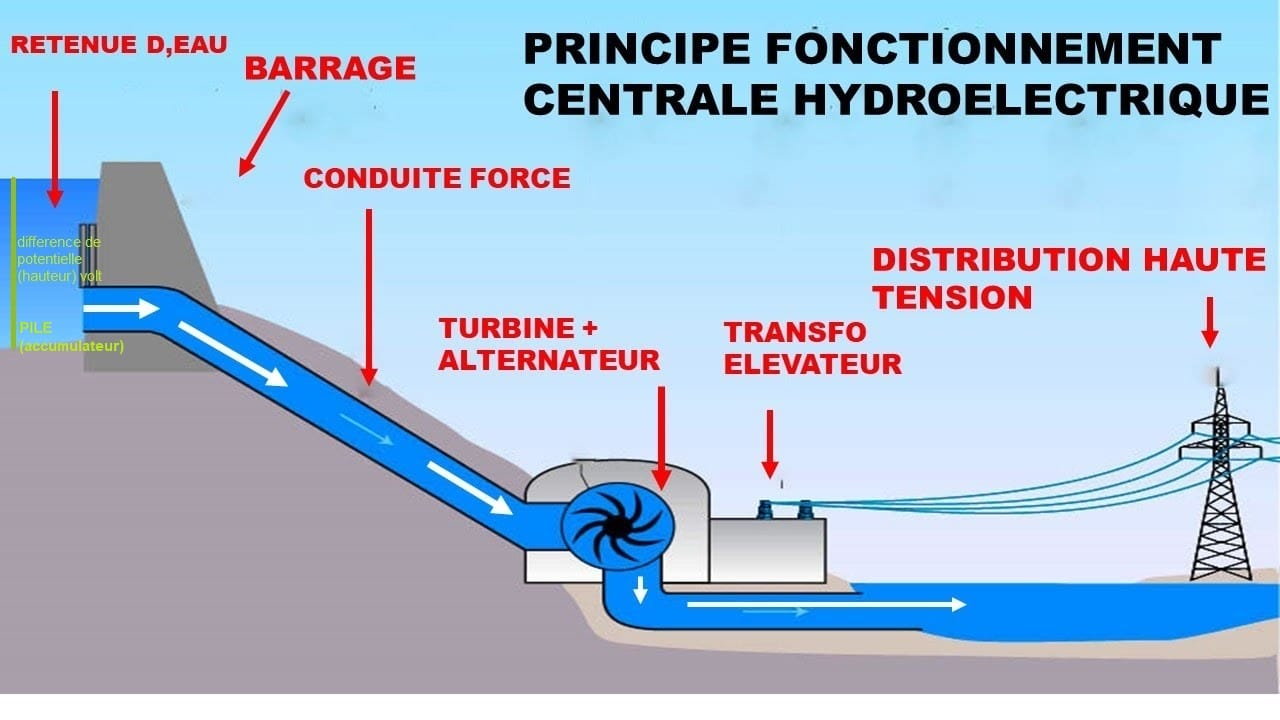 RETENUE D,EAU
BARRAGE
PRINCIPE FONCTIONNEMENT
CENTRALE HYDROELECTRIQUE
CONDUITE FORCE
difference de
potentielle
(hauteur) volt
PILE
(accumulateur)
TURBINE +
ALTERNATEUR
TRANSFO
ELEVATEUR
DISTRIBUTION HAUTE
TENSION